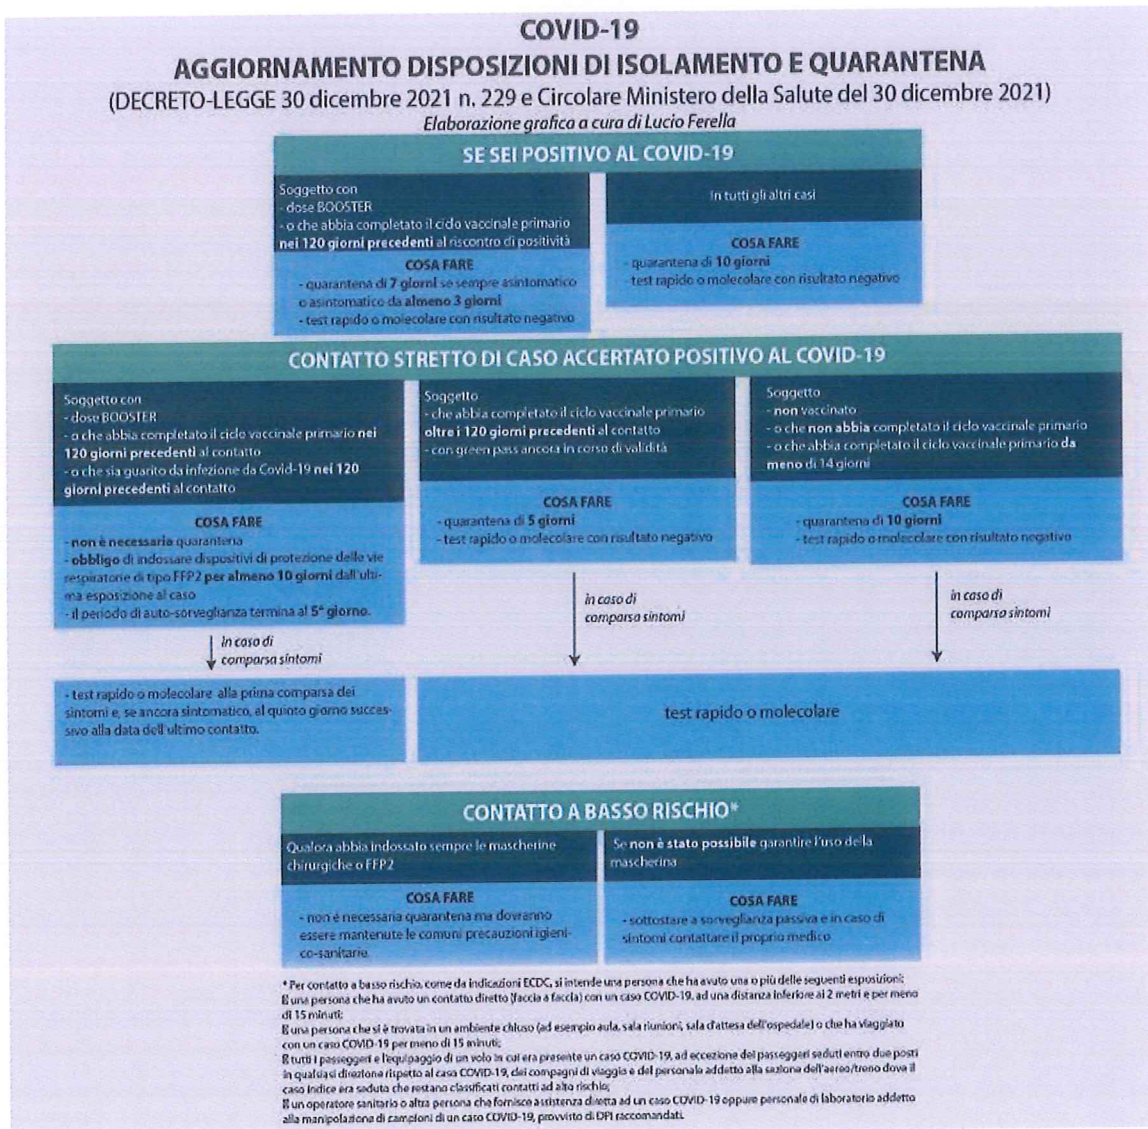 COVID-19
AGGIORNAMENTO DISPOSIZIONI DI ISOLAMENTO E QUARANTENA
(DECRETO-LEGGE 30 dicembre 2021 n. 229 e Circolare Ministero della Salute del 30 dicembre 2021)
Elaborazione grafica a cura di Lucio Ferella
SE SEI POSITIVO AL COVID-19
Soggetto con
- dose BOOSTER
- o che abbia completato il ciclo vaccinale primario
nei 120 giorni precedenti al riscontro di positività
COSA FARE
- quarantena di 7 giorni se sempre asintomatico
o asintomatico da almeno 3 giorni
- test rapido o molecolare con risultato negativo
in tutti gli altri casi
COSA FARE
- quarantena di 10 giorni
- test rapido o molecolare con risultato negativo
CONTATTO STRETTO DI CASO ACCERTATO POSITIVO AL COVID-19
Soggetto con
- dose BOOSTER
- o che abbia completato il ciclo vaccinale primario nei
120 giorni precedenti al contatto
- o che sia guarito da infezione da Covid-19 nei 120
giorni precedenti al contatto
COSA FARE
- non è necessaria quarantena
- obbligo di indossare dispositivi di protezione delle vie
respiratorie di tipo FFP2 per almeno 10 giorni dall'ulti-
ma esposizione al caso
- il periodo di auto-sorveglianza termina al 5° giorno.
in caso di
comparsa sintomi
- test rapido o molecolare alla prima comparsa dei
sintomi e, se ancora sintomatico, al quinto giorno succes-
sivo alla data dell'ultimo contatto.
Soggetto
- che abbia completato il ciclo vaccinale primario
oltre i 120 giorni precedenti al contatto
- con green pass ancora in corso di validità
COSA FARE
- quarantena di 5 giorni
- test rapido o molecolare con risultato negativo
in caso di
comparsa sintomi
Soggetto
- non vaccinato
- o che non abbia completato il ciclo vaccinale primario
- o che abbia completato il ciclo vaccinale primario da
meno di 14 giorni
COSA FARE
- quarantena di 10 giorni
- test rapido o molecolare con risultato negativo
in caso di
comparsa sintomi
test rapido o molecolare
CONTATTO A BASSO RISCHIO*
Qualora abbia indossato sempre le mascherine
chirurgiche o FFP2
COSA FARE
- non è necessaria quarantena ma dovranno
essere mantenute le comuni precauzioni igieni-
co-sanitarie.
Se non è stato possibile garantire l'uso della
mascherina
COSA FARE
- sottostare a sorveglianza passiva e in caso di
sintomi contattare il proprio medico
* Per contatto a basso rischio, come da indicazioni ECDC, si intende una persona che ha avuto una o più delle seguenti esposizioni:
una persona che ha avuto un contatto diretto (faccia a faccia) con un caso COVID-19, ad una distanza inferiore ai 2 metri e per meno
di 15 minuti;
una persona che si è trovata in un ambiente chiuso (ad esempio aula, sala riunioni, sala d'attesa dell'ospedale) o che ha viaggiato
con un caso COVID-19 per meno di 15 minuti;
tutti i passeggeri e l'equipaggio di un volo in cui era presente un caso COVID-19, ad eccezione dei passeggeri seduti entro due posti
in qualsiasi direzione rispetto al caso COVID-19, dei compagni di viaggio e del personale addetto alla sezione dell'aereo/treno dove il
caso indice era seduto che restano classificati contatti ad alto rischio;
un operatore sanitario o altra persona che fornisce assistenza diretta ad un caso COVID-19 oppure personale di laboratorio addetto
alla manipolazione di campioni di un caso COVID-19, provvisto di DPI raccomandati.